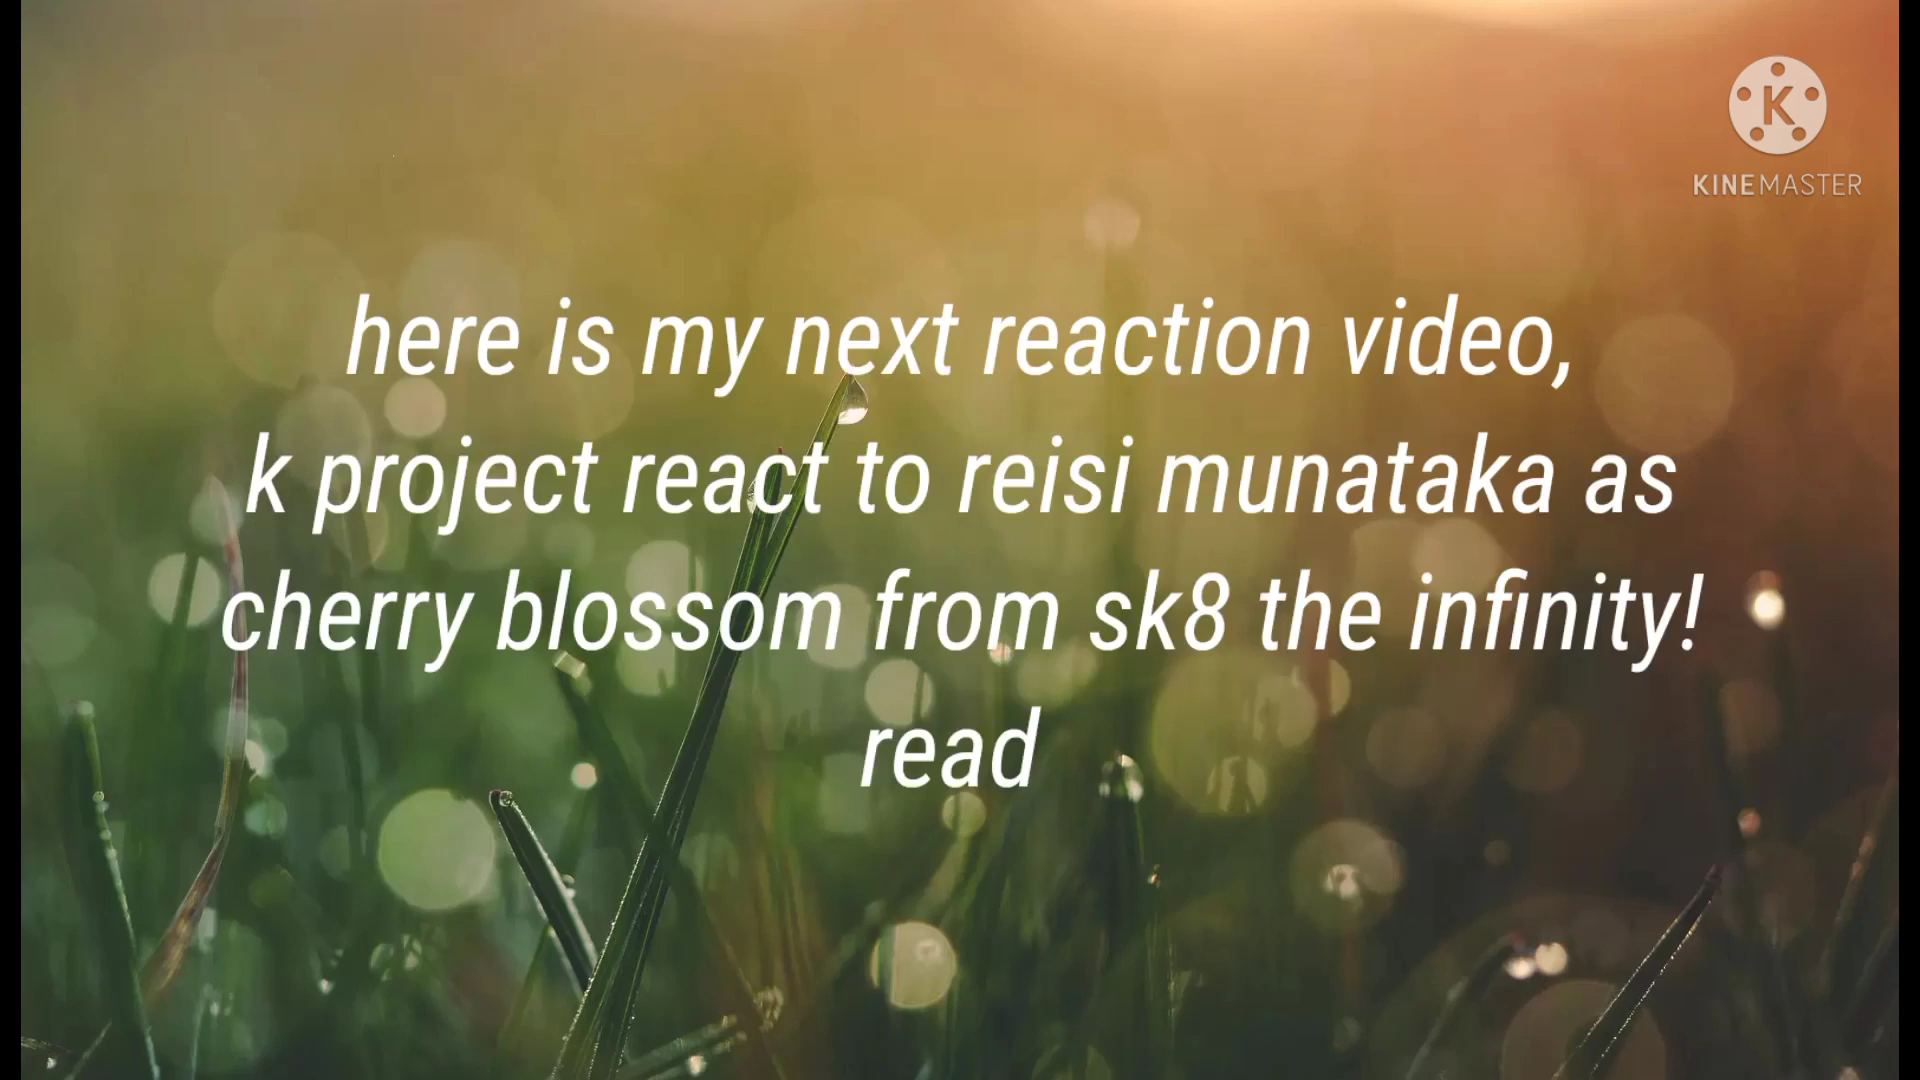 K
KINEMASTER
here is my next reaction video,
k project react to reisi munataka as
cherry blossom from sk8 the infinity!
read